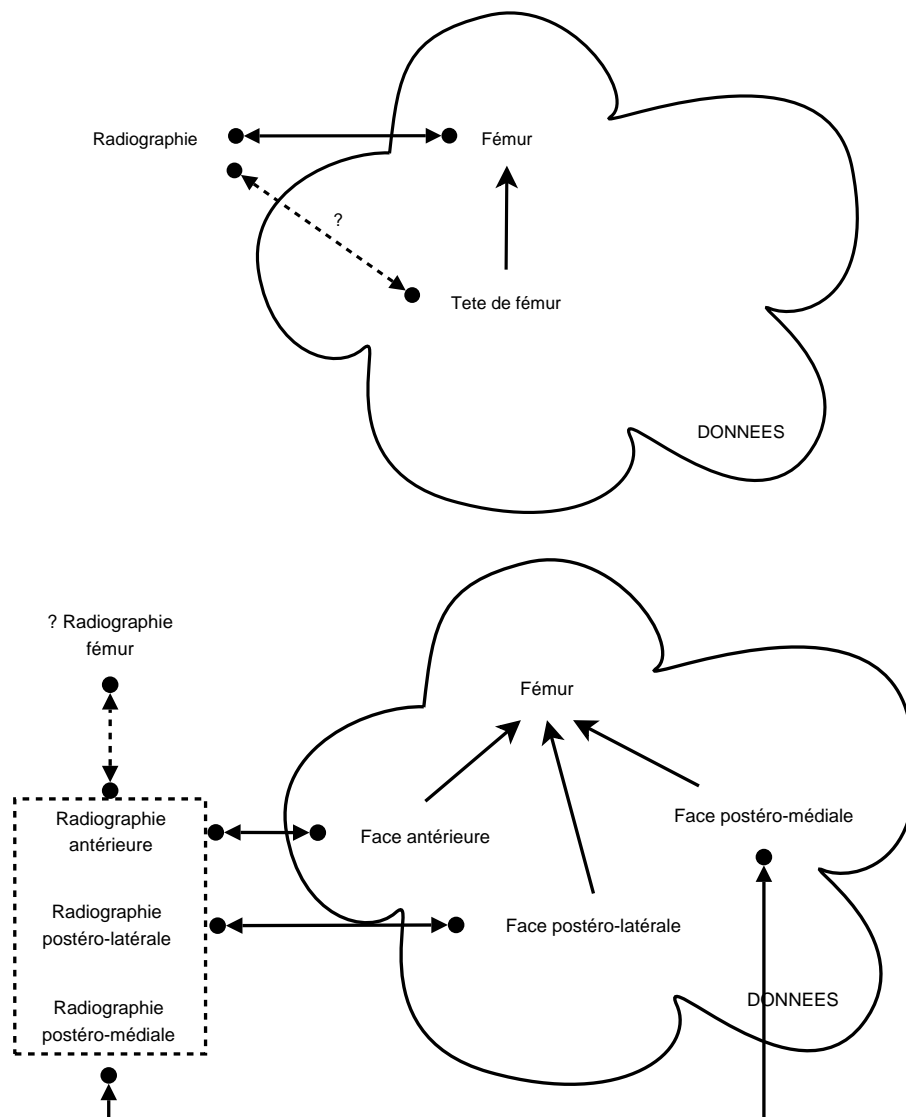 Radiographie
Fémur
?
Tete de fémur
DONNEES
? Radiographie
fémur
Fémur
Radiographie
antérieure
Face antérieure
Face postéro-médiale
Radiographie
postéro-latérale
Face postéro-latérale
Radiographie
postéro-médiale
DONNEES